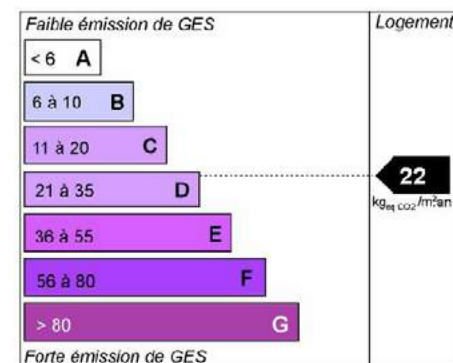 Faible émission de GES
Logement
< 6 A
6 à 10 B
11 à 20 C
21 à 35 D
22
kgeq CO2/m².an
36 à 55 E
56 à 80 F
> 80 G
Forte émission de GES